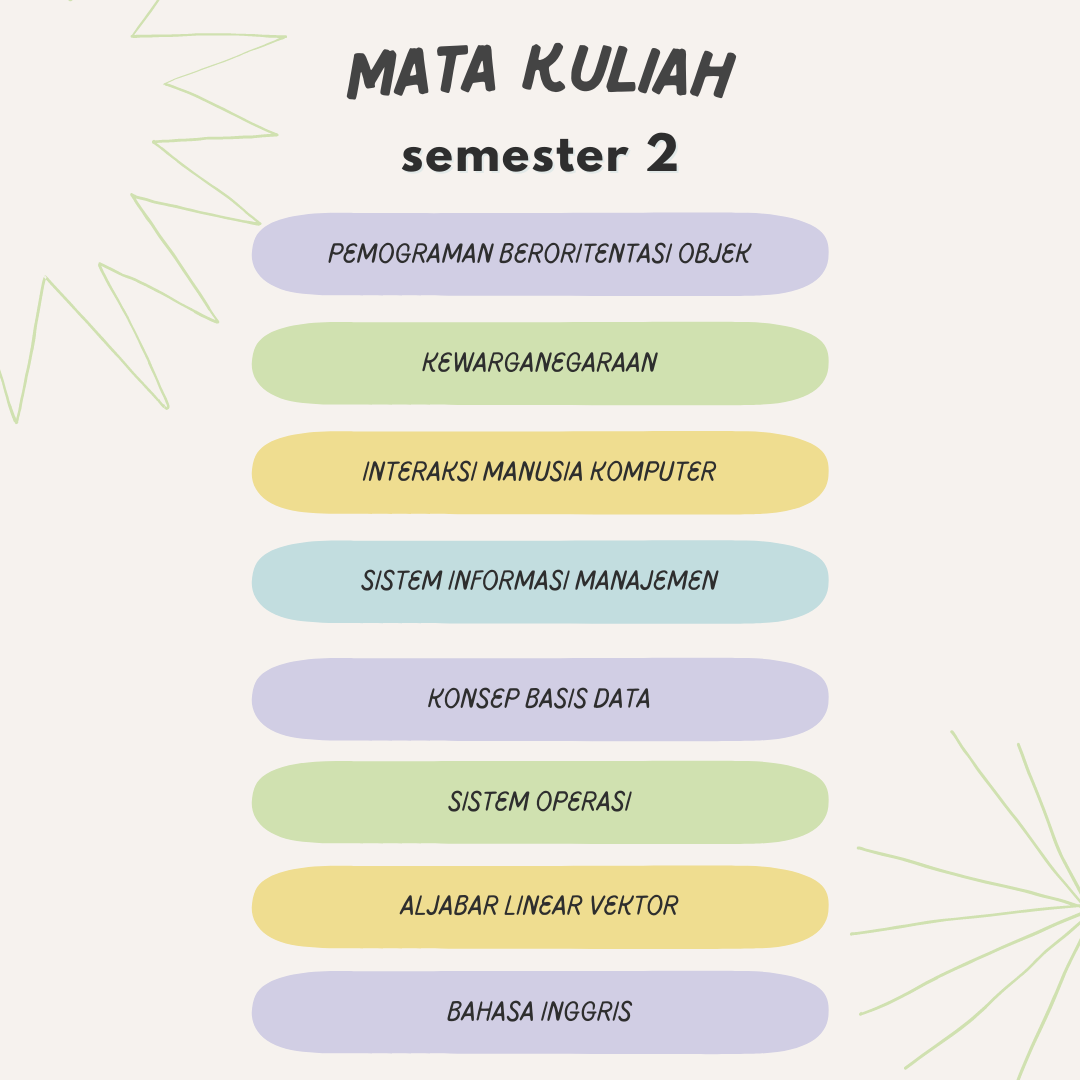 MATA KULIAH
semester 2
PEMOGRAMAN BERORITENTASI OBJEK
KEWARGANEGARAAN
INTERAKSI MANUSIA KOMPUTER
SISTEM INFORMASI MANAJEMEN
KONSEP BASIS DATA
SISTEM OPERASI
ALJABAR LINEAR VEKTOR
BAHASA INGGRIS